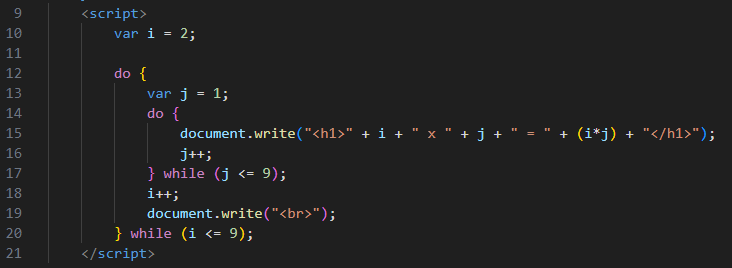 9 <script>
10 var i = 2;
11
12 do {
13 var j = 1;
14 do {
15 document.write("<h1>" + i + " x " + j + " = " + (i*j) + "</h1>");
16 j++;
17 } while (j <= 9);
18 i++;
19 document.write("<br>");
20 } while (i <= 9);
21 </script>